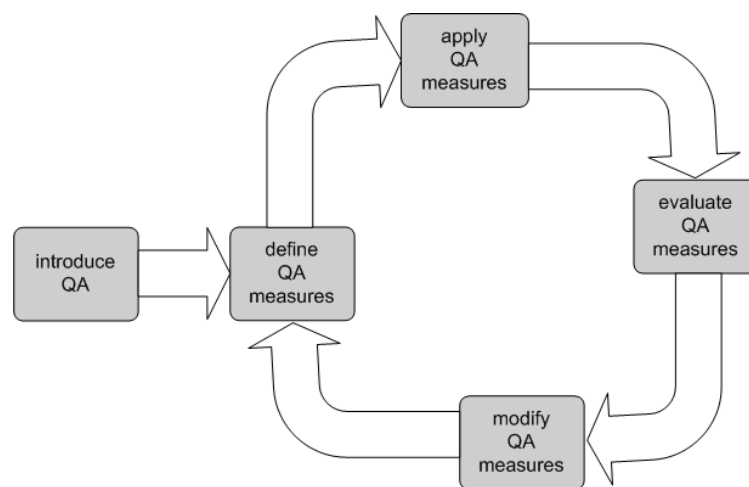 apply
QA
measures
evaluate
QA
measures
introduce
QA
define
QA
measures
modify
QA
measures